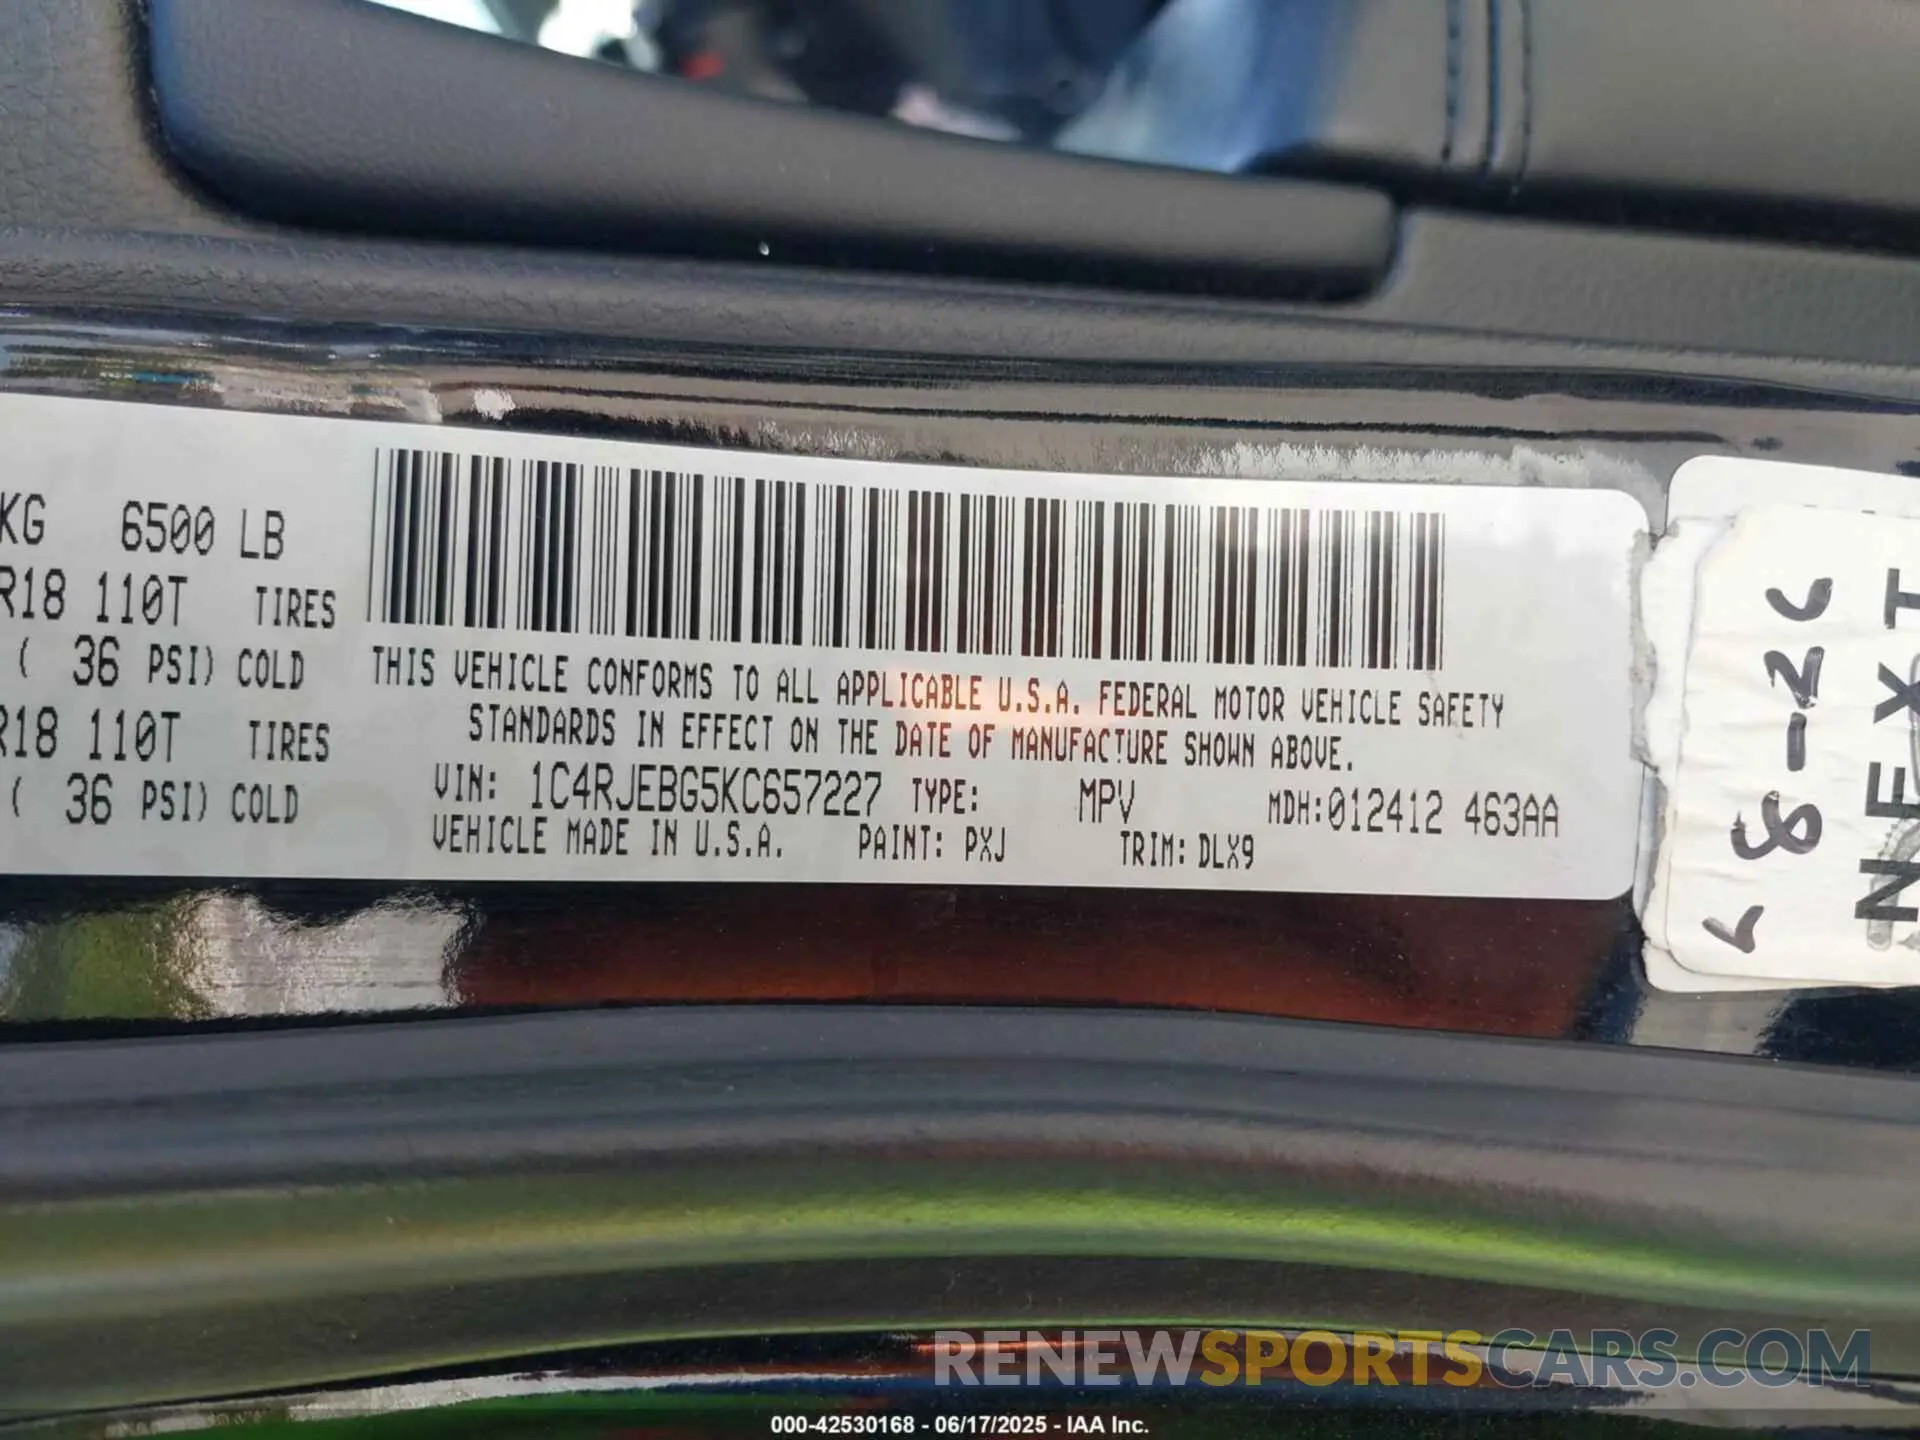 KG 6500 LB
R18 110T TIRES
( 36 PSI) COLD
R18 110T TIRES
( 36 PSI) COLD
THIS VEHICLE CONFORMS TO ALL APPLICABLE U.S.A. FEDERAL MOTOR VEHICLE SAFETY
STANDARDS IN EFFECT ON THE DATE OF MANUFACTURE SHOWN ABOVE.
VIN: 1C4RJEBG5KC657227 TYPE: MPV MDH:012412 463AA
VEHICLE MADE IN U.S.A. PAINT: PXJ TRIM: DLX9
NEXT
RENEWSPORTSCARS.COM
000-42530168 - 06/17/2025 - IAA Inc.